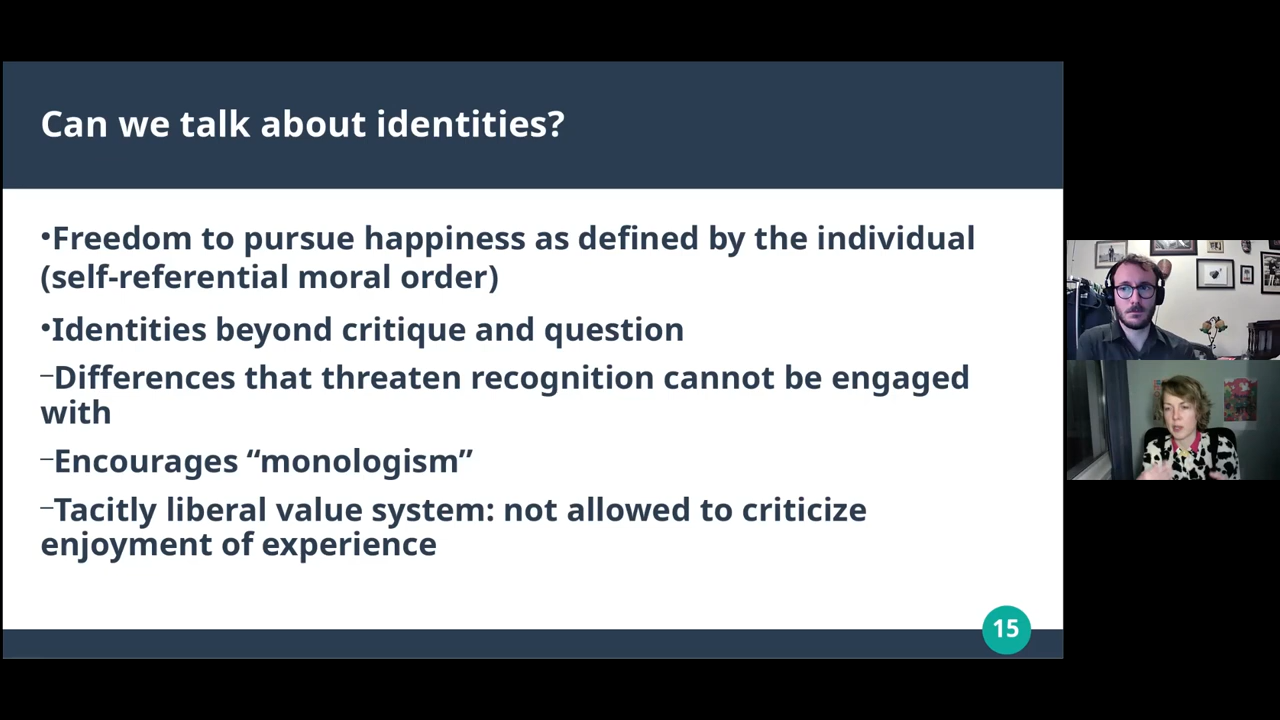 Can we talk about identities?
•Freedom to pursue happiness as defined by the individual
(self-referential moral order)
•Identities beyond critique and question
–Differences that threaten recognition cannot be engaged
with
–Encourages “monologism”
–Tacitly liberal value system: not allowed to criticize
enjoyment of experience
15